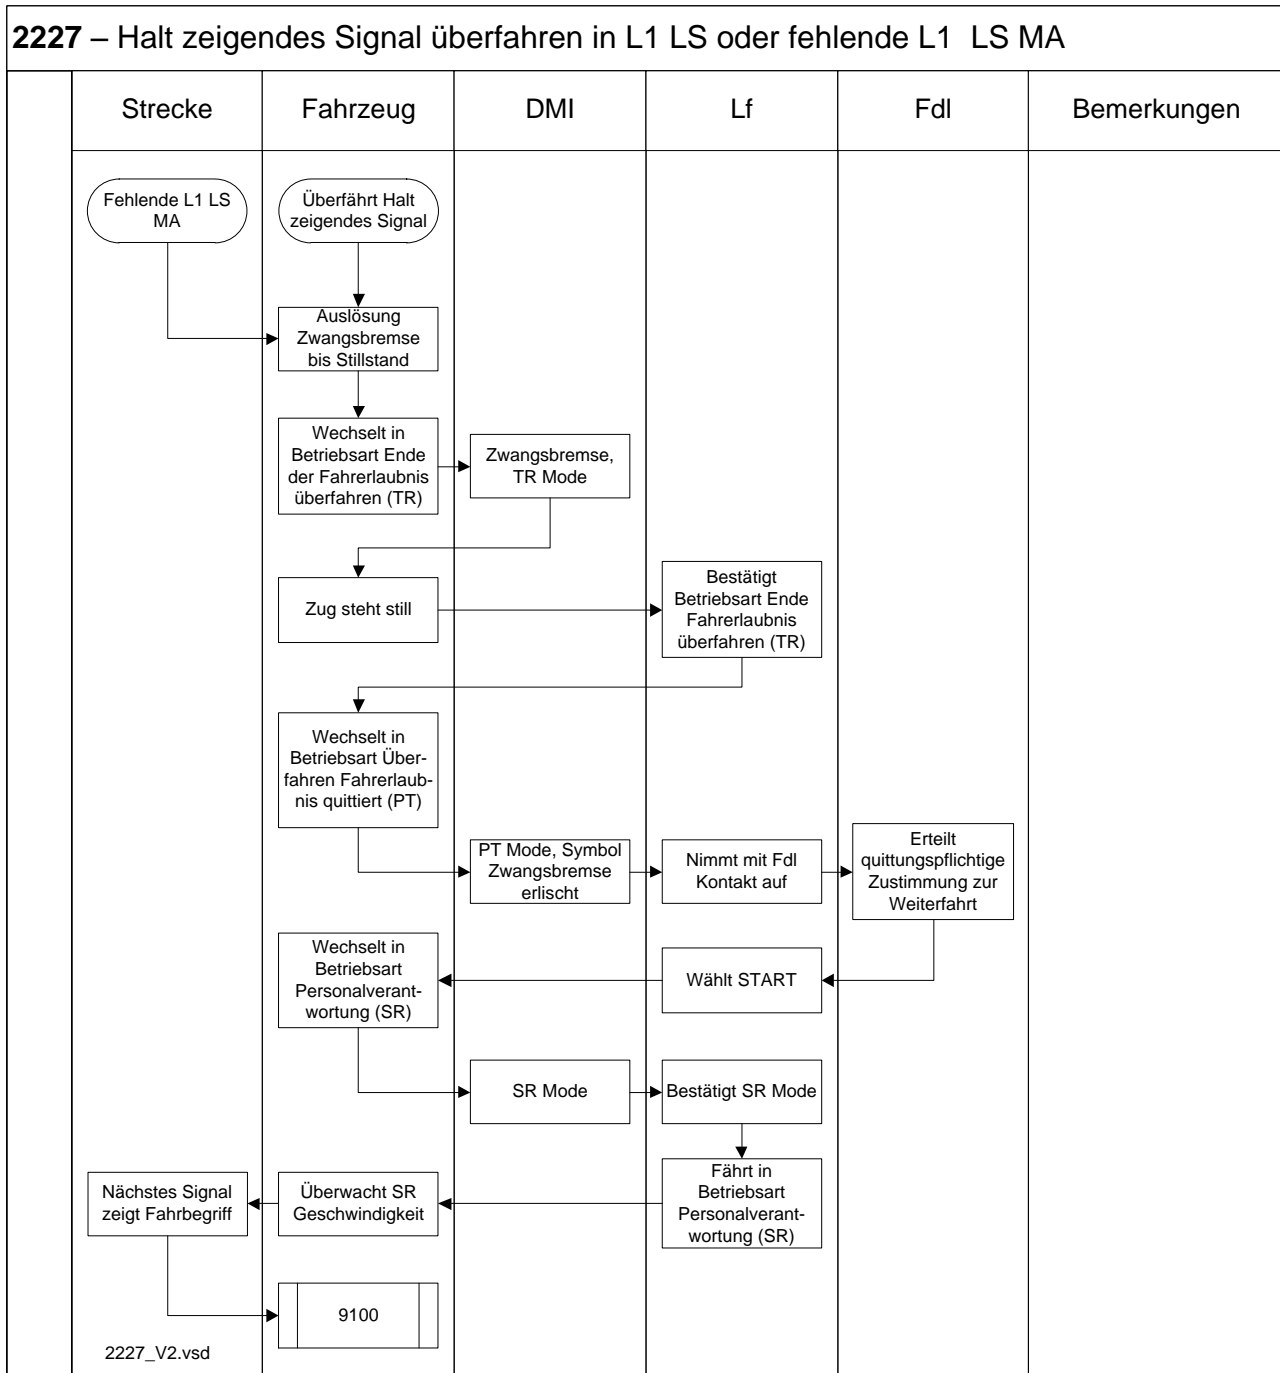 2227 – Halt zeigendes Signal überfahren in L1 LS oder fehlende L1 LS MA
Strecke
Fahrzeug
DMI
Lf
Fdl
Bemerkungen
Fehlende L1 LS
MA
Überfährt Halt
zeigendes Signal
Auslösung
Zwangsbremse
bis Stillstand
Wechselt in
Betriebsart Ende
der Fahrerlaubnis
überfahren (TR)
Zwangsbremse,
TR Mode
Zug steht still
Bestätigt
Betriebsart Ende
Fahrerlaubnis
überfahren (TR)
Wechselt in
Betriebsart Über-
fahren Fahrerlaub-
nis quittiert (PT)
PT Mode, Symbol
Zwangsbremse
erlischt
Nimmt mit Fdl
Kontakt auf
Erteilt
quittungspflichtige
Zustimmung zur
Weiterfahrt
Wechselt in
Betriebsart
Personalverant-
wortung (SR)
Wählt START
SR Mode
Bestätigt SR Mode
Nächstes Signal
zeigt Fahrbegriff
Überwacht SR
Geschwindigkeit
Fährt in
Betriebsart
Personalverant-
wortung (SR)
9100
2227_V2.vsd